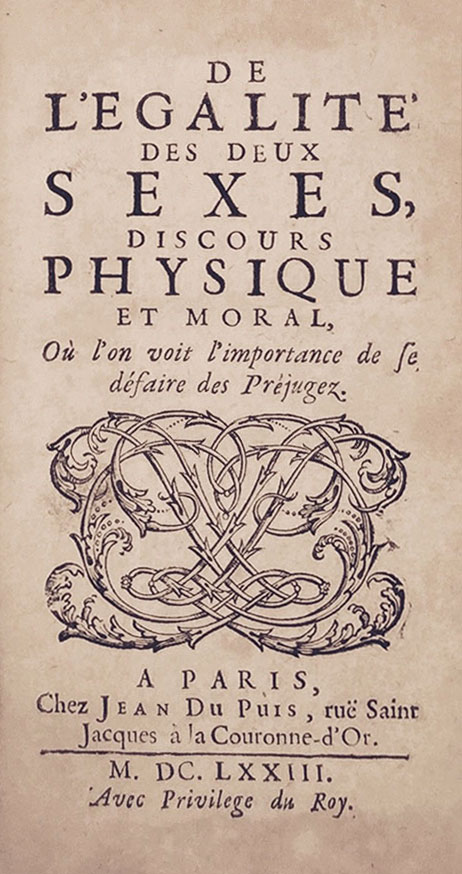 DE
L'EGALITE'
DES DEUX
SEXES,
DISCOURS
PHYSIQUE
ET MORAL,
Où l'on voit l'importance de ſe
défaire des Préjugez.
A PARIS,
Chez JEAN DU PUIS, ruë Saint
Jacques à la Couronne-d'Or.
M. DC. LXXIII.
Avec Privilege du Roy.